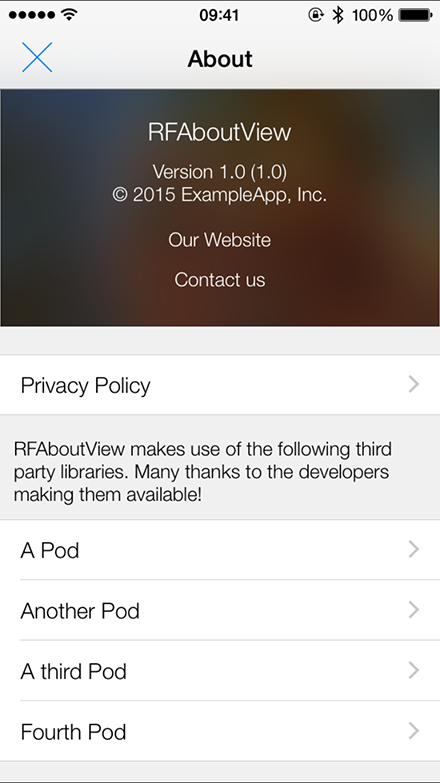 09:41
100%
About
RFAboutView
Version 1.0 (1.0)
© 2015 ExampleApp, Inc.
Our Website
Contact us
Privacy Policy
RFAboutView makes use of the following third
party libraries. Many thanks to the developers
making them available!
A Pod
Another Pod
A third Pod
Fourth Pod